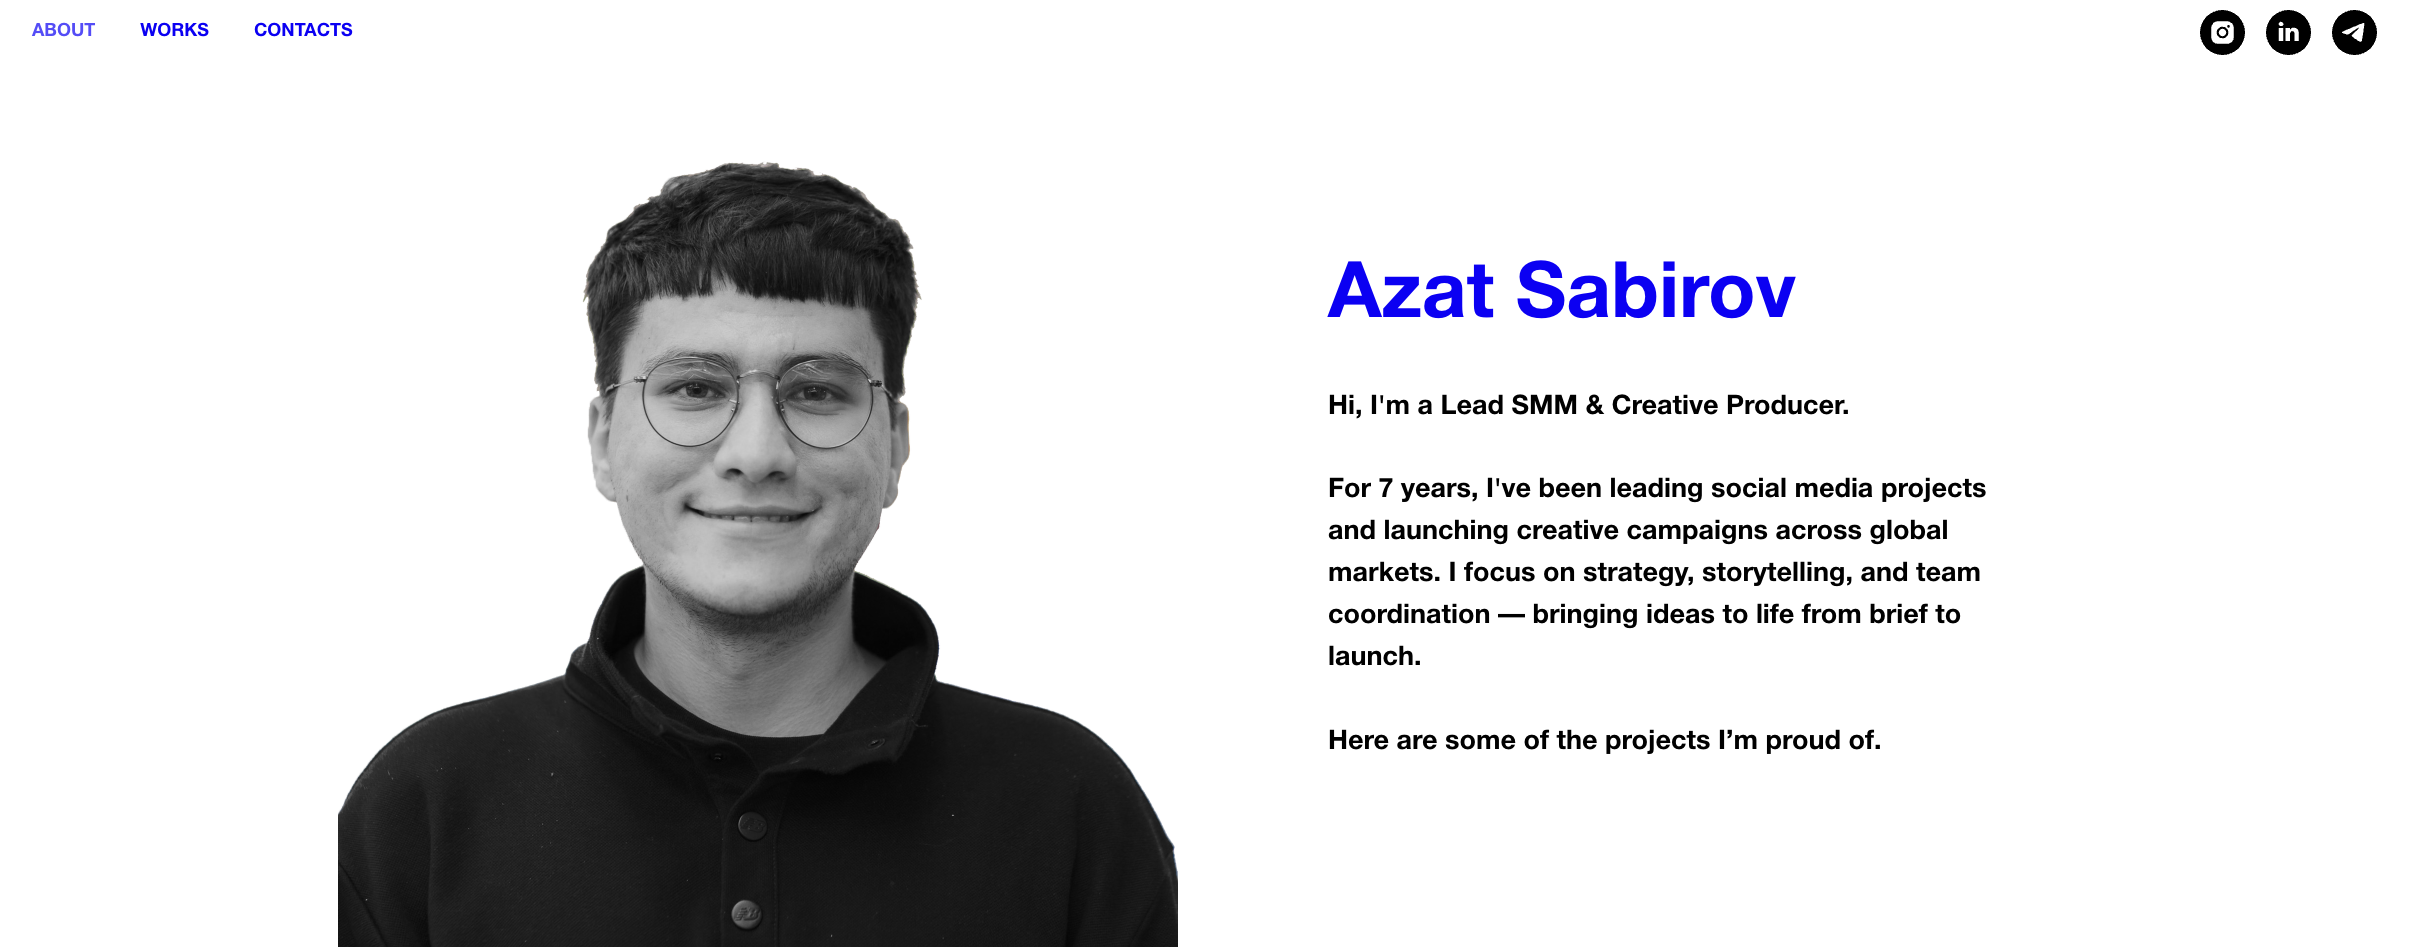 ABOUT WORKS CONTACTS
in
Azat Sabirov
Hi, I'm a Lead SMM & Creative Producer.
For 7 years, I've been leading social media projects
and launching creative campaigns across global
markets. I focus on strategy, storytelling, and team
coordination — bringing ideas to life from brief to
launch.
Here are some of the projects I’m proud of.